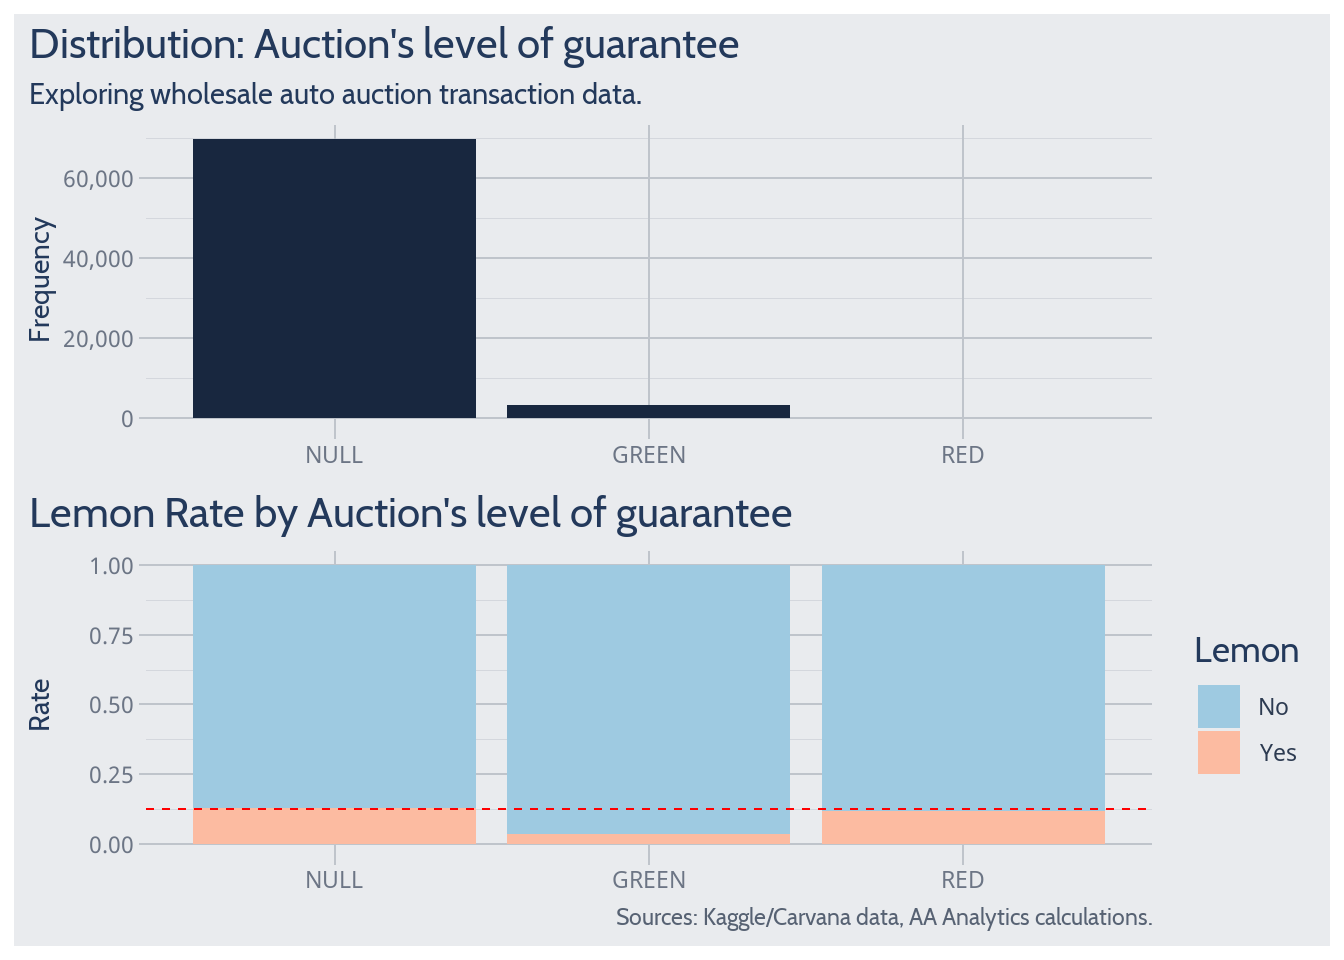 Distribution: Auction's level of guarantee
Exploring wholesale auto auction transaction data.
Frequency
60,000
40,000
20,000
0
NULL GREEN RED
Lemon Rate by Auction's level of guarantee
Rate
1.00
0.75
0.50
0.25
0.00
NULL GREEN RED
Lemon
No
Yes
Sources: Kaggle/Carvana data, AA Analytics calculations.